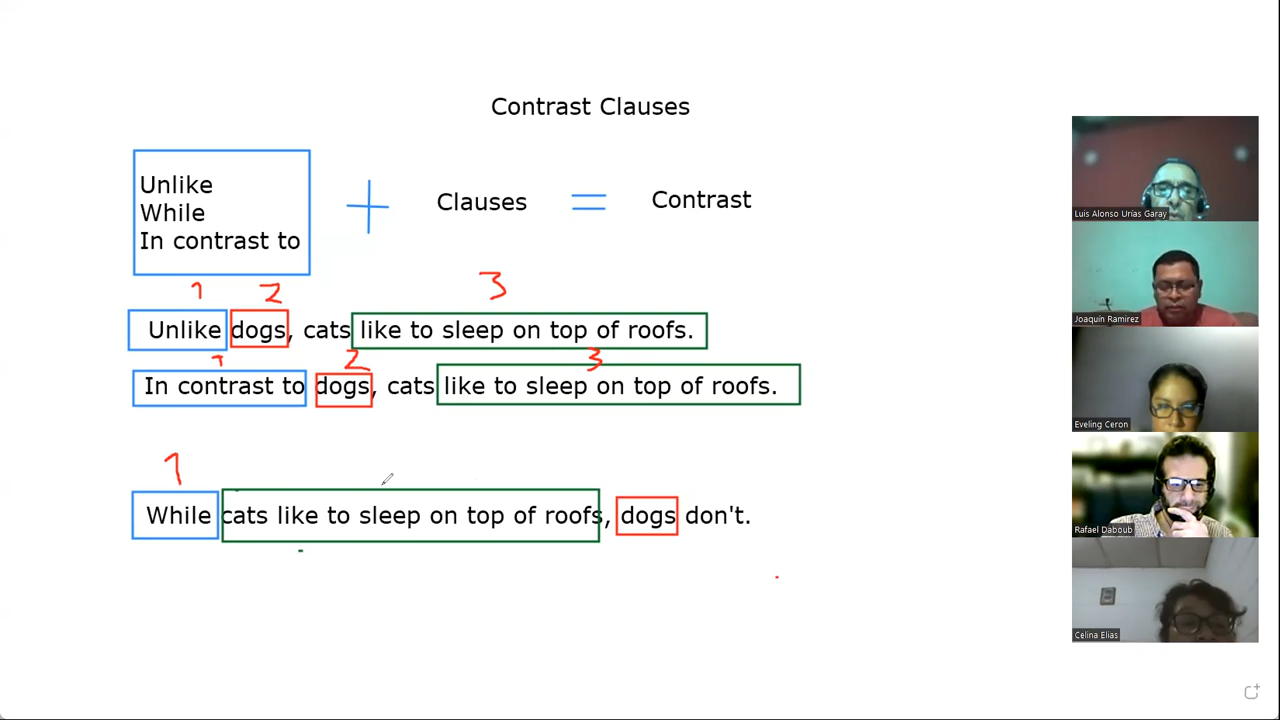 Contrast Clauses
Unlike
While
In contrast to
+ Clauses = Contrast
1 2 3
Unlike dogs, cats like to sleep on top of roofs.
1 2 3
In contrast to dogs, cats like to sleep on top of roofs.
1
While cats like to sleep on top of roofs, dogs don't.
Luis Alonso Urías Garay
Joaquín Ramirez
Eveling Ceron
Rafael Daboub
Celina Elias